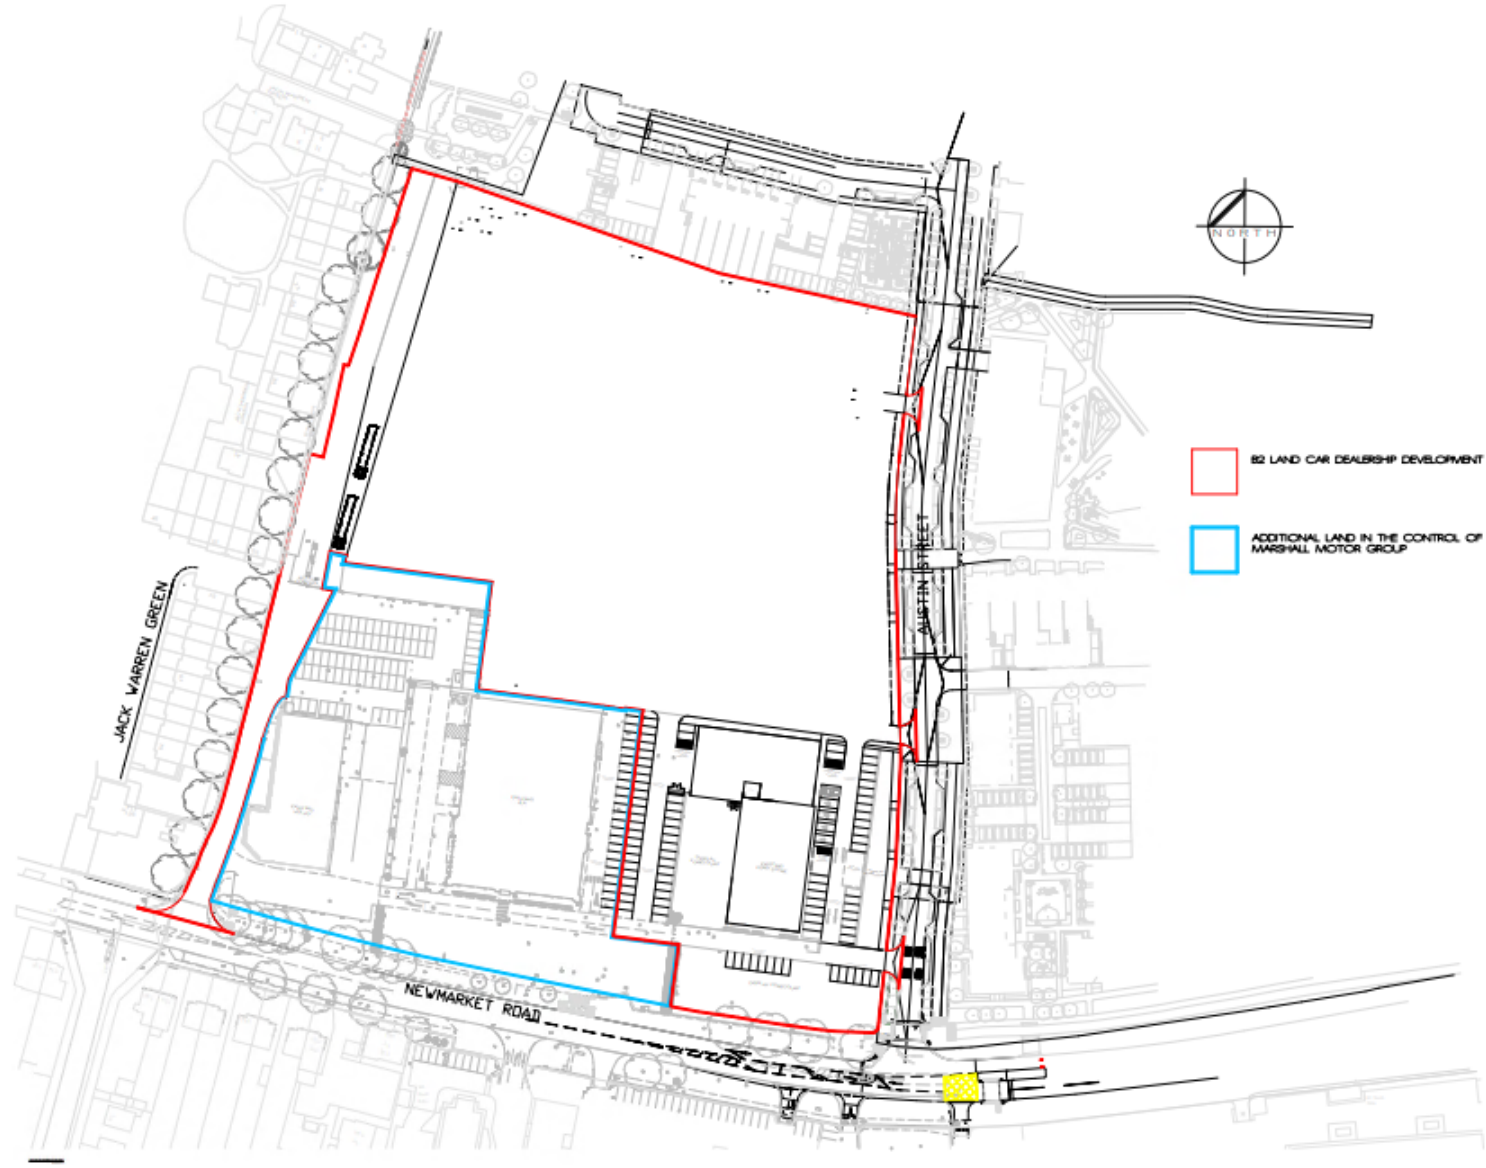 NORTH
B2 LAND CAR DEALERSHIP DEVELOPMENT
ADDITIONAL LAND IN THE CONTROL OF
MARSHALL MOTOR GROUP
AUSTIN STREET
JACK WARREN GREEN
NEWMARKET ROAD